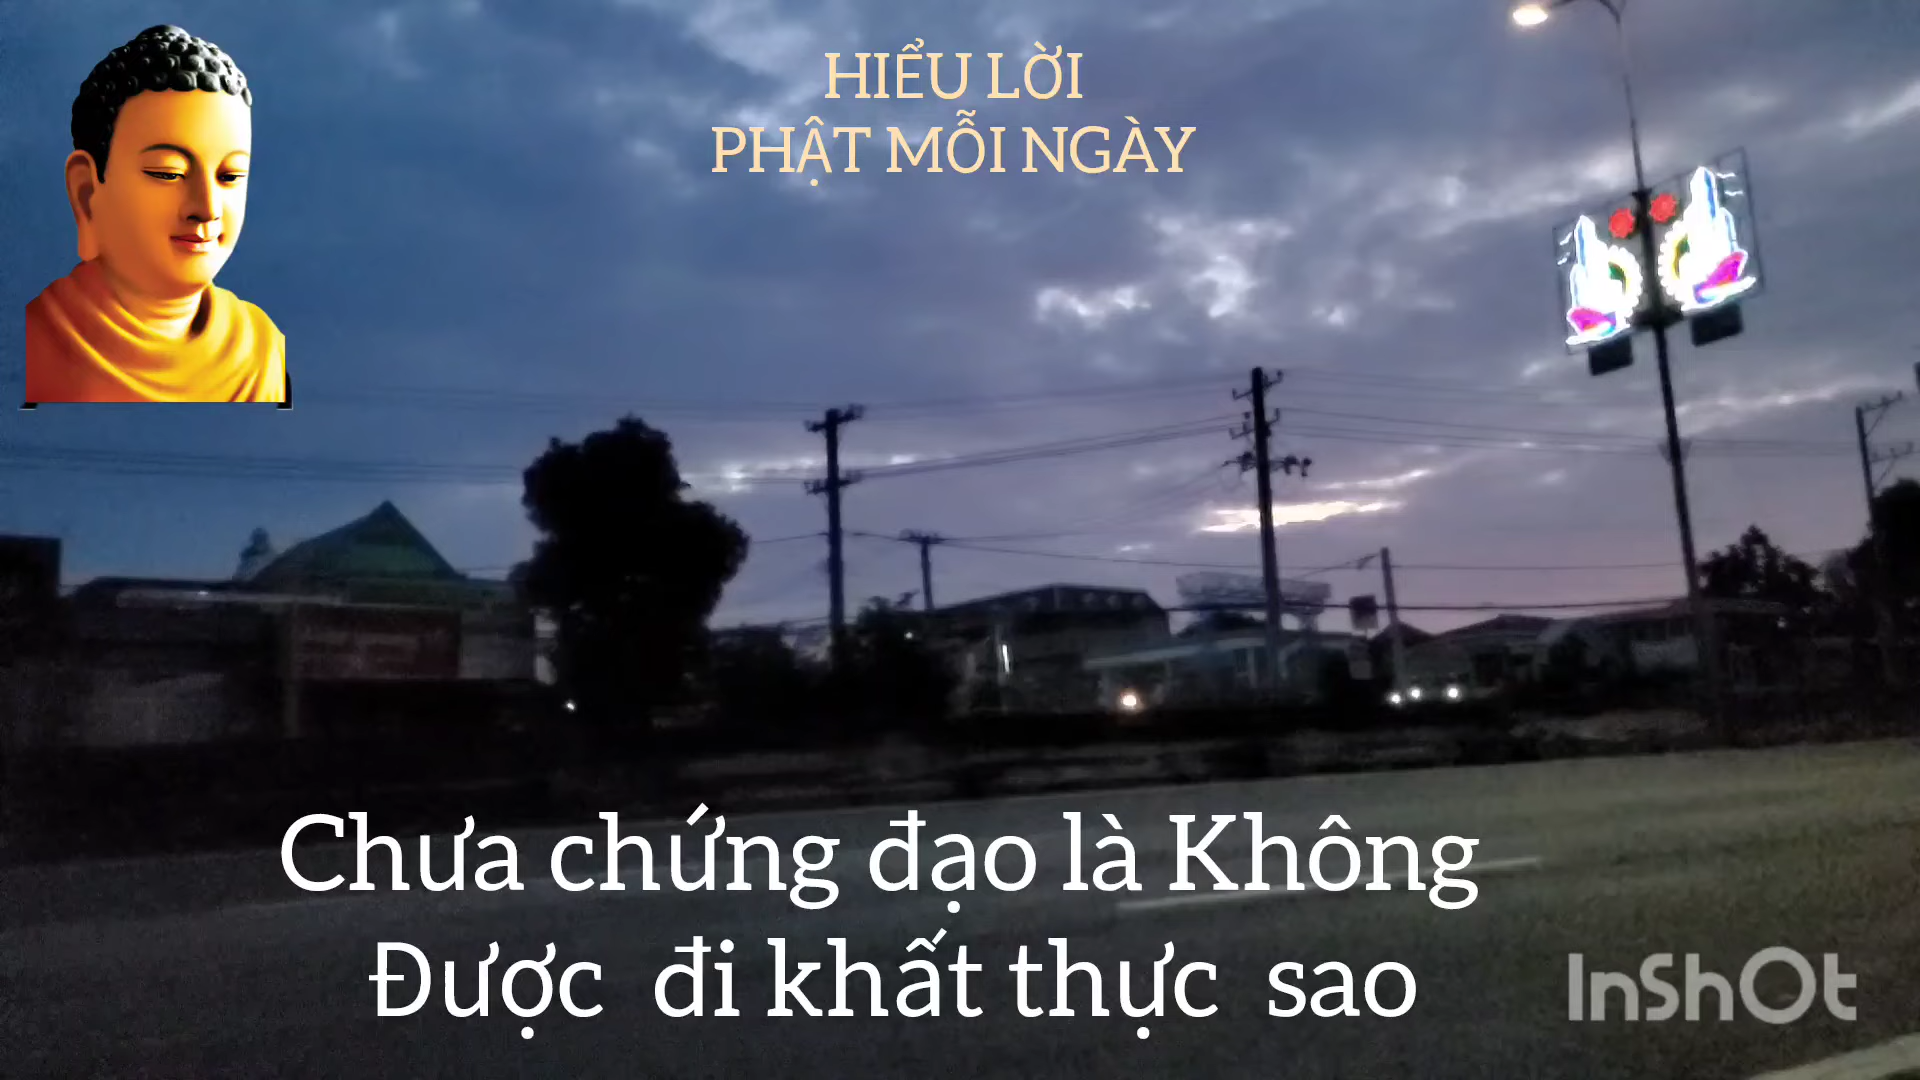 HIỂU LỜI
PHẬT MỖI NGÀY
Chưa chứng đạo là Không
Được đi khất thực sao
InShOt